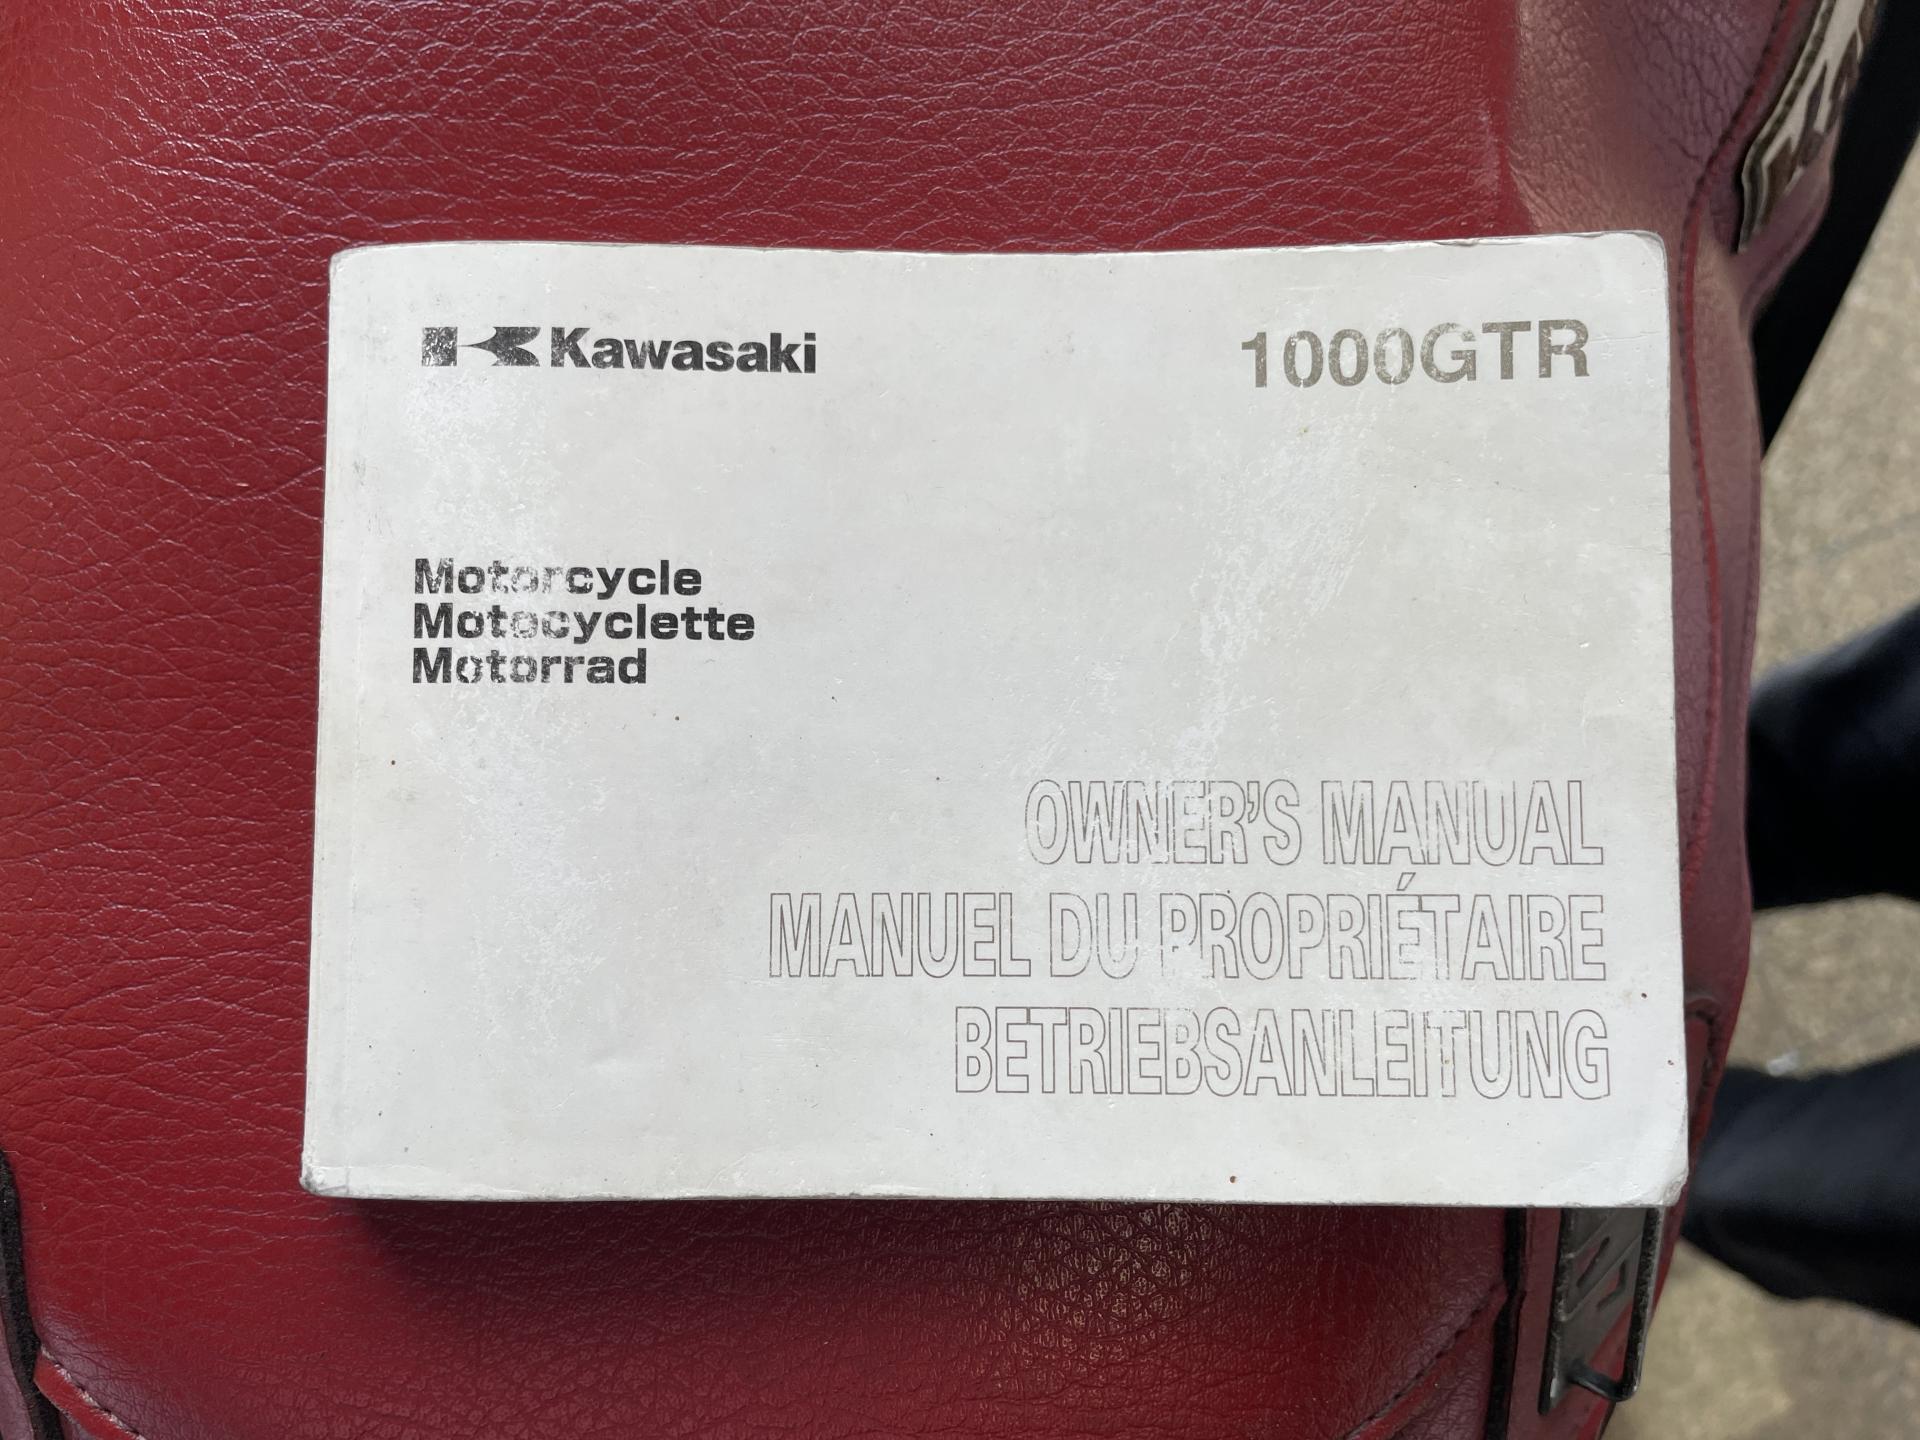 Kawasaki
1000GTR
Motorcycle
Motocyclette
Motorrad
OWNER'S MANUAL
MANUEL DU PROPRIÉTAIRE
BETRIEBSANLEITUNG